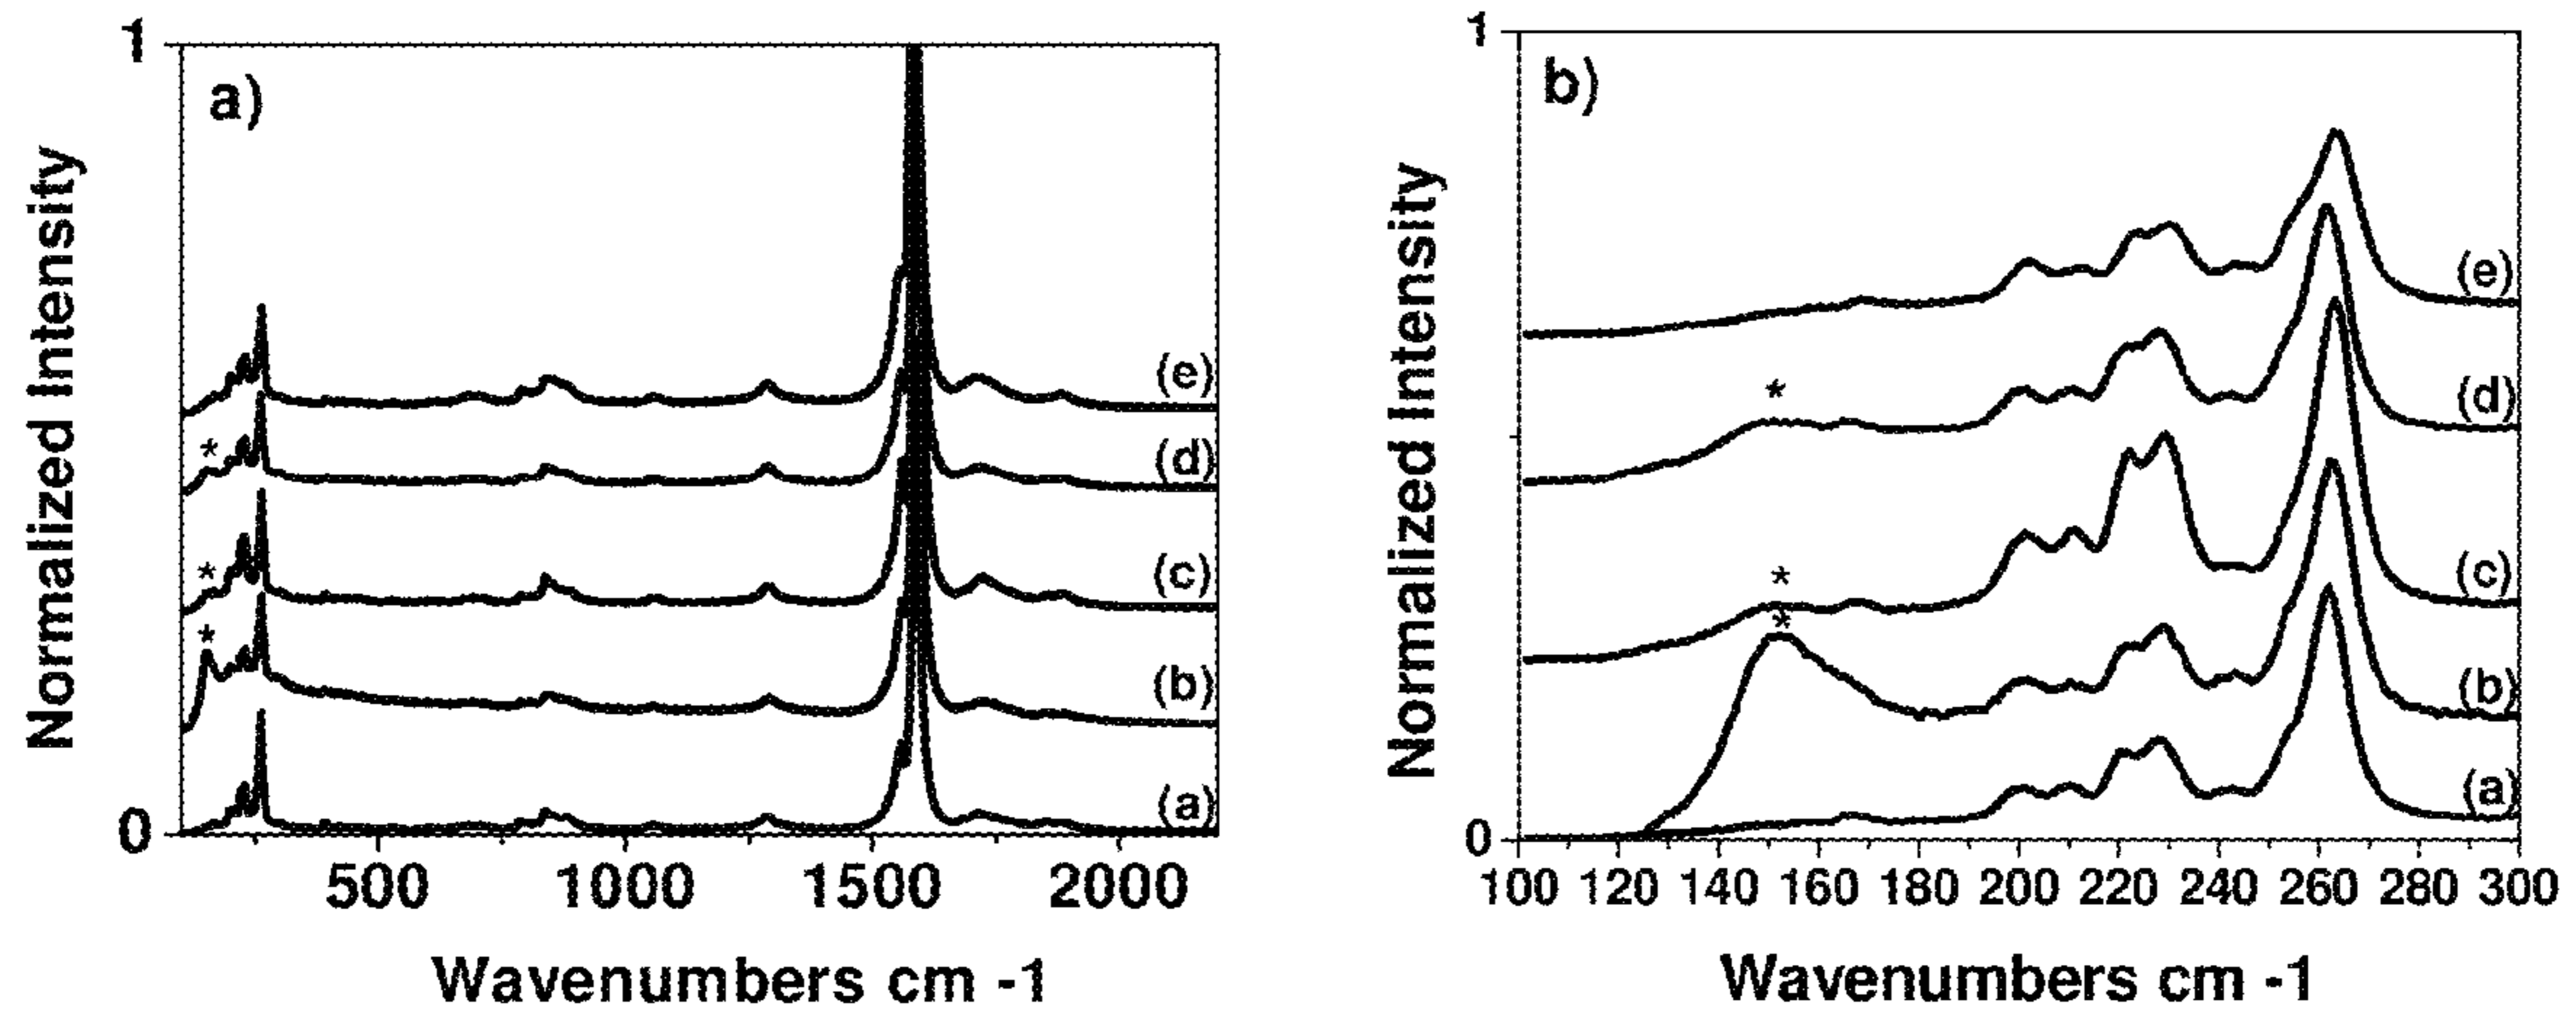 a)
Normalized Intensity
1
0
(e)
*
(d)
*
(c)
*
(b)
(a)
500 1000 1500 2000
Wavenumbers cm -1
b)
Normalized Intensity
1
0
(e)
*
(d)
*
(c)
*
(b)
(a)
100 120 140 160 180 200 220 240 260 280 300
Wavenumbers cm -1